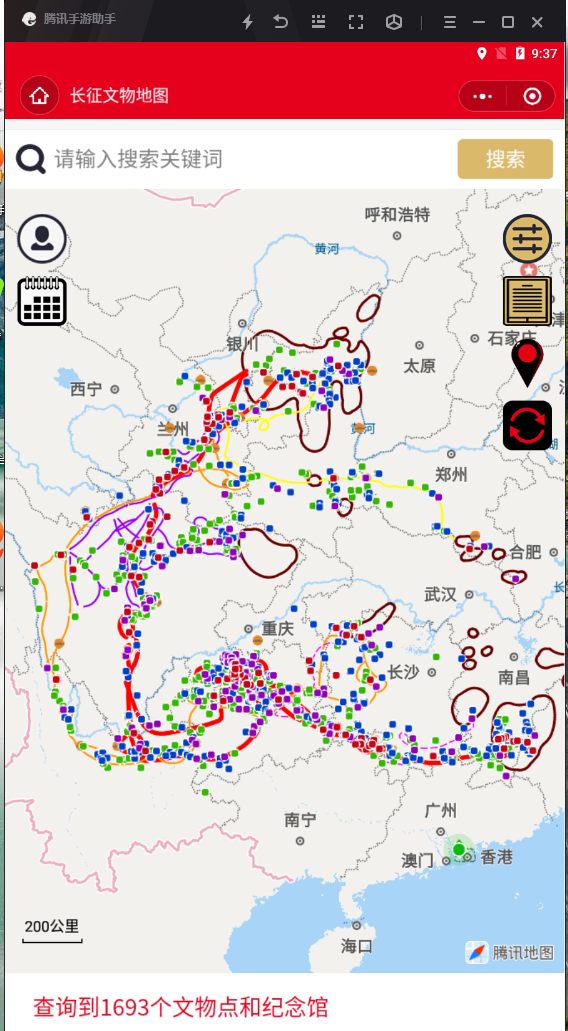 腾讯手游助手
9:37
长征文物地图
请输入搜索关键词
搜索
呼和浩特
黄河
银川
石家庄
太原
西宁
兰州
黄河
郑州
合肥
武汉
重庆
长沙
南昌
南宁
广州
澳门
香港
200公里
海口
腾讯地图
查询到1693个文物点和纪念馆